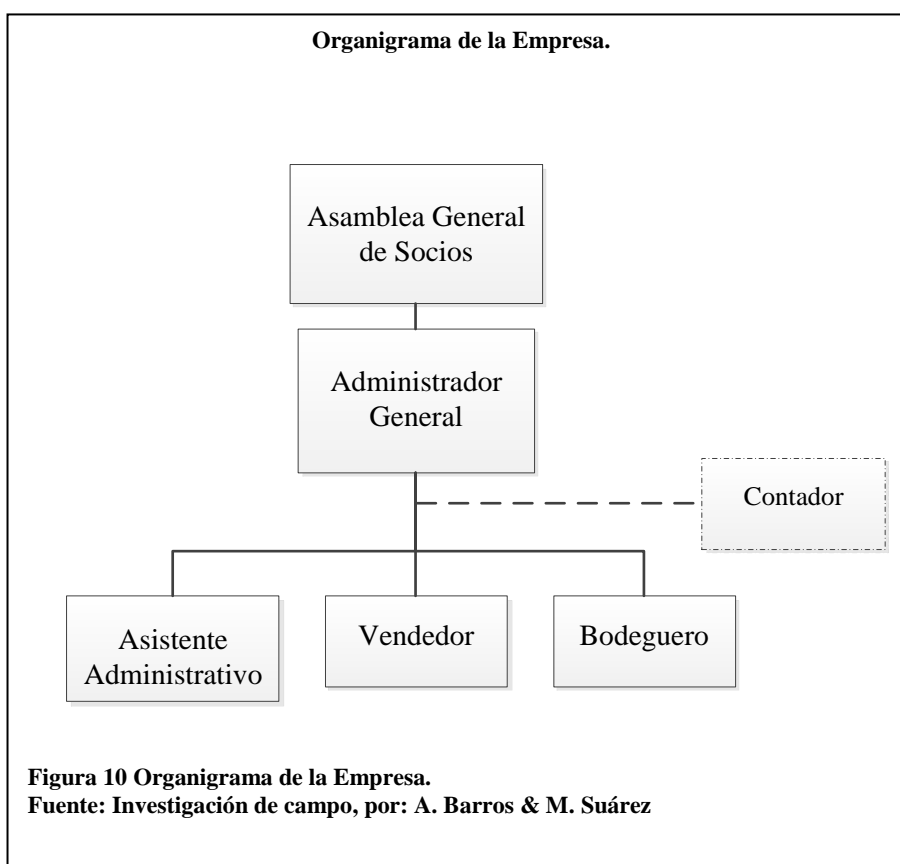 Organigrama de la Empresa.
Asamblea General
de Socios
Administrador
General
Contador
Asistente
Administrativo
Vendedor
Bodeguero
Figura 10 Organigrama de la Empresa.
Fuente: Investigación de campo, por: A. Barros & M. Suárez